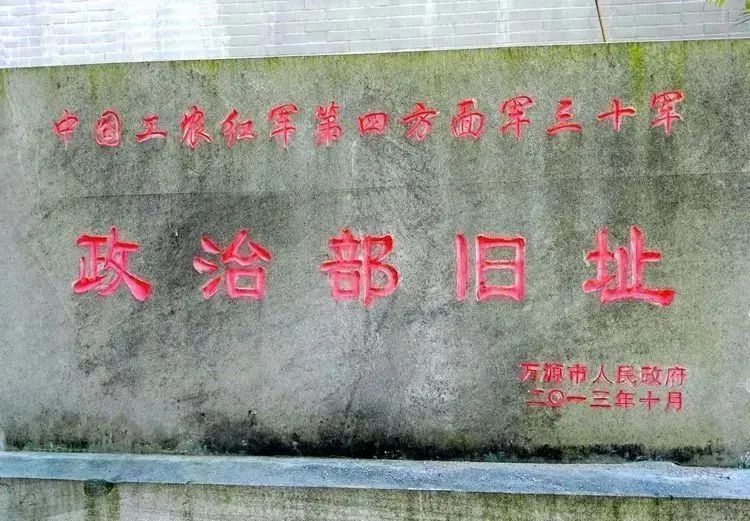 中国工农红军第四方面军三十军
政治部旧址
万源市人民政府
二〇一三年十月